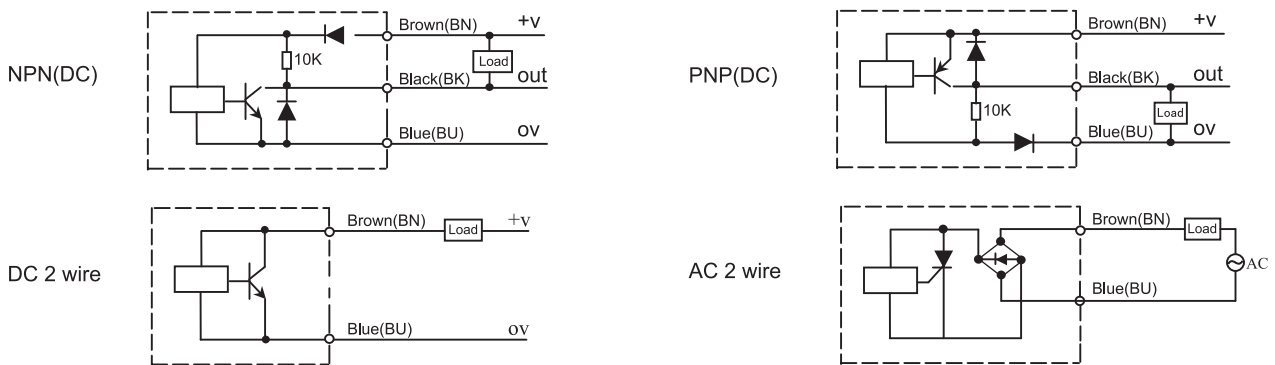 NPN(DC)
10K
Brown(BN)
+v
Load
Black(BK)
out
Blue(BU)
ov
PNP(DC)
10K
Brown(BN)
+v
Black(BK)
out
Load
Blue(BU)
ov
DC 2 wire
Brown(BN)
Load
+v
Blue(BU)
ov
AC 2 wire
Brown(BN)
Load
AC
Blue(BU)